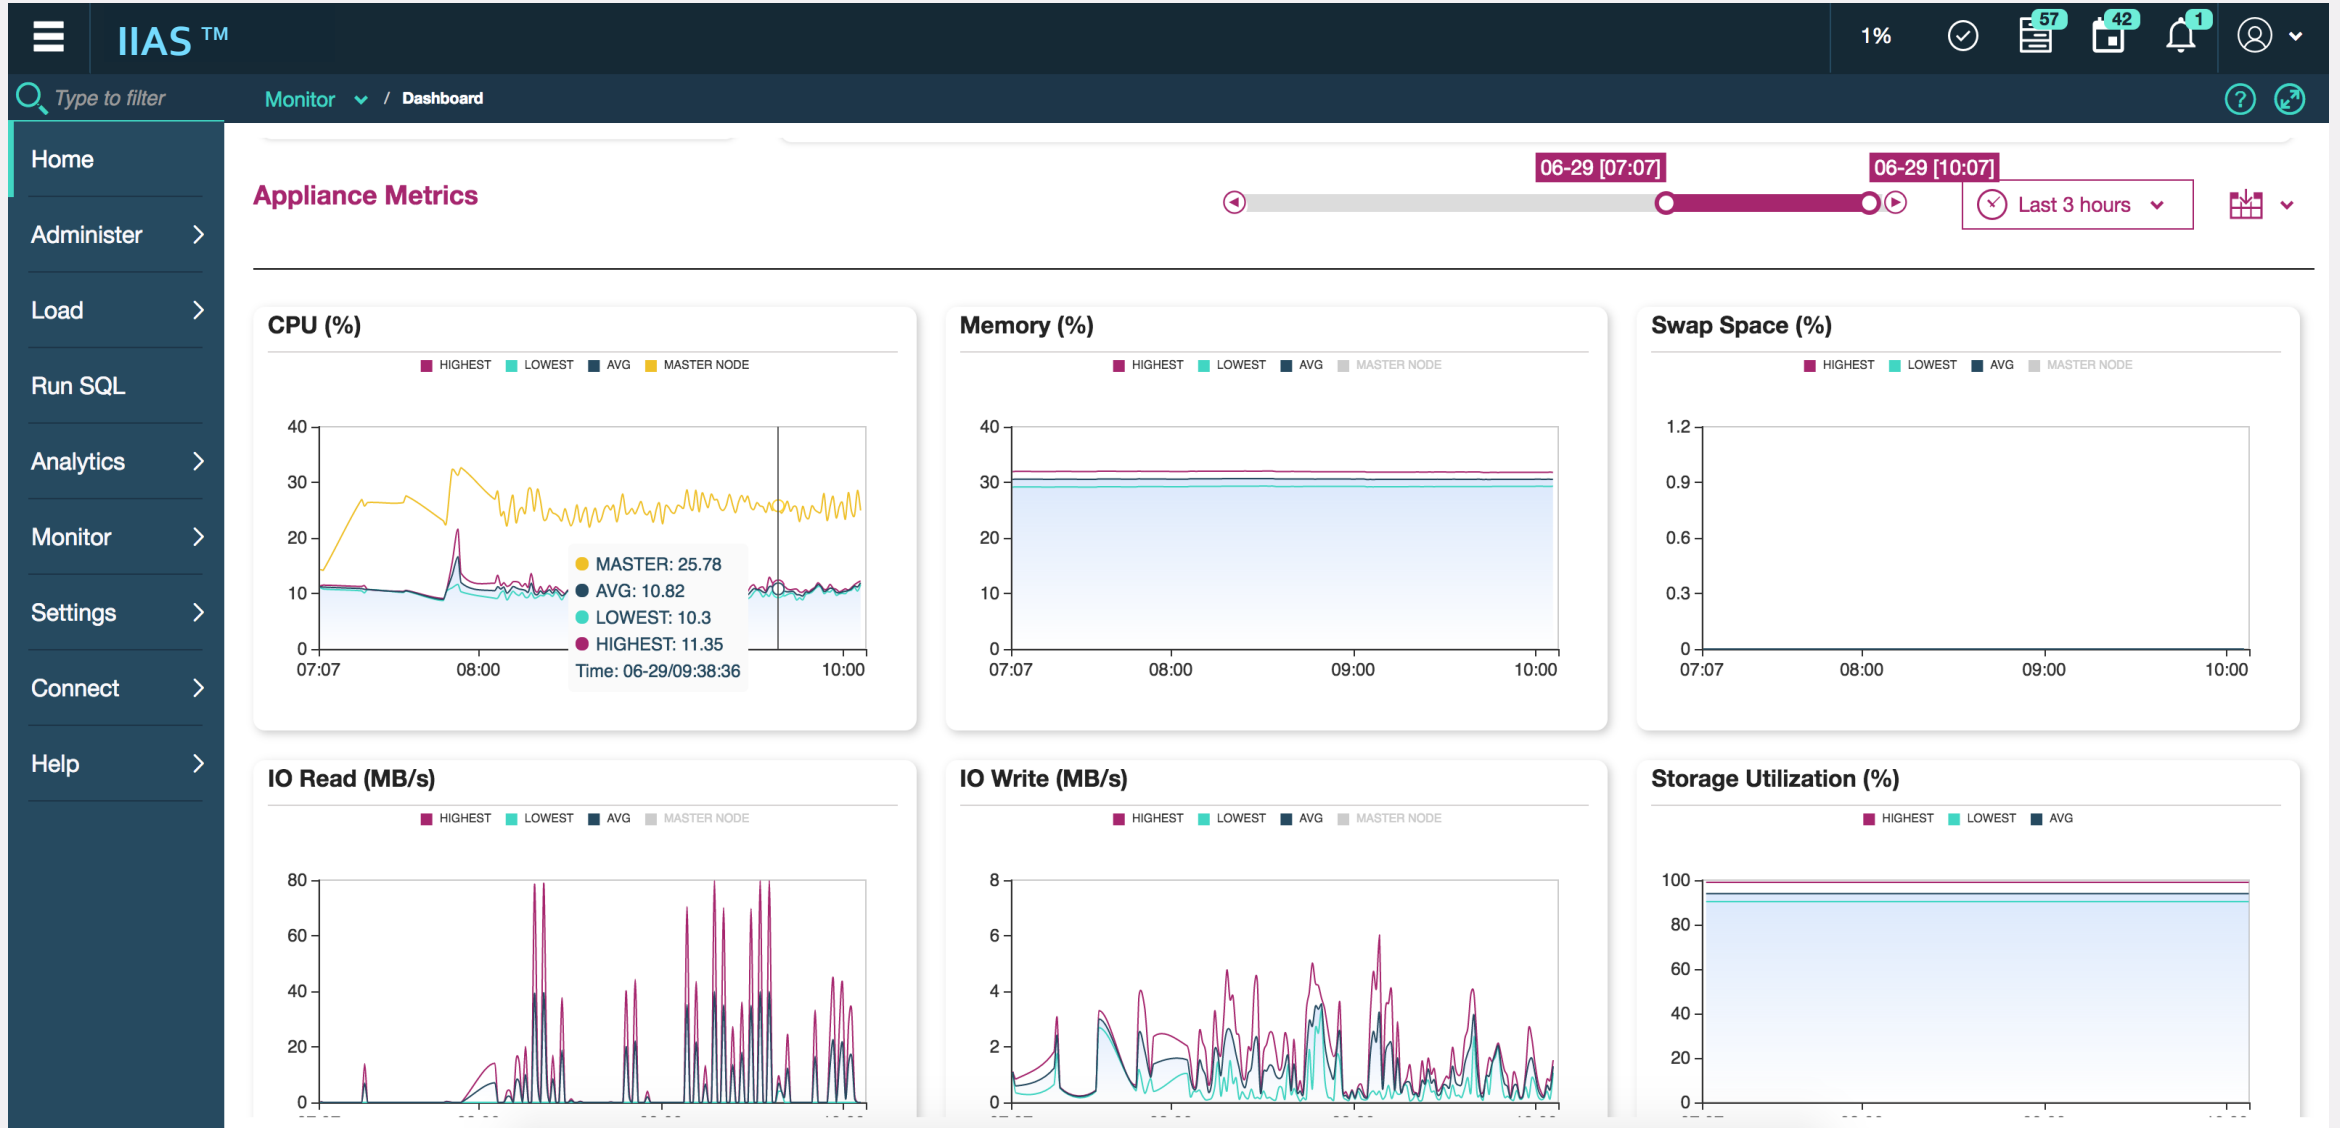 IIAS ™
1%
57
42
1
Type to filter
Monitor / Dashboard
?
Home
Administer
Load
Run SQL
Analytics
Monitor
Settings
Connect
Help
Appliance Metrics
06-29 [07:07]
06-29 [10:07]
Last 3 hours
CPU (%)
HIGHEST LOWEST AVG MASTER NODE
40
30
20
10
0
07:07 08:00 10:00
MASTER: 25.78
AVG: 10.82
LOWEST: 10.3
HIGHEST: 11.35
Time: 06-29/09:38:36
Memory (%)
HIGHEST LOWEST AVG MASTER NODE
40
30
20
10
0
07:07 08:00 09:00 10:00
Swap Space (%)
HIGHEST LOWEST AVG MASTER NODE
1.2
0.9
0.6
0.3
0
07:07 08:00 09:00 10:00
IO Read (MB/s)
HIGHEST LOWEST AVG MASTER NODE
80
60
40
20
0
IO Write (MB/s)
HIGHEST LOWEST AVG MASTER NODE
8
6
4
2
0
Storage Utilization (%)
HIGHEST LOWEST AVG
100
80
60
40
20
0